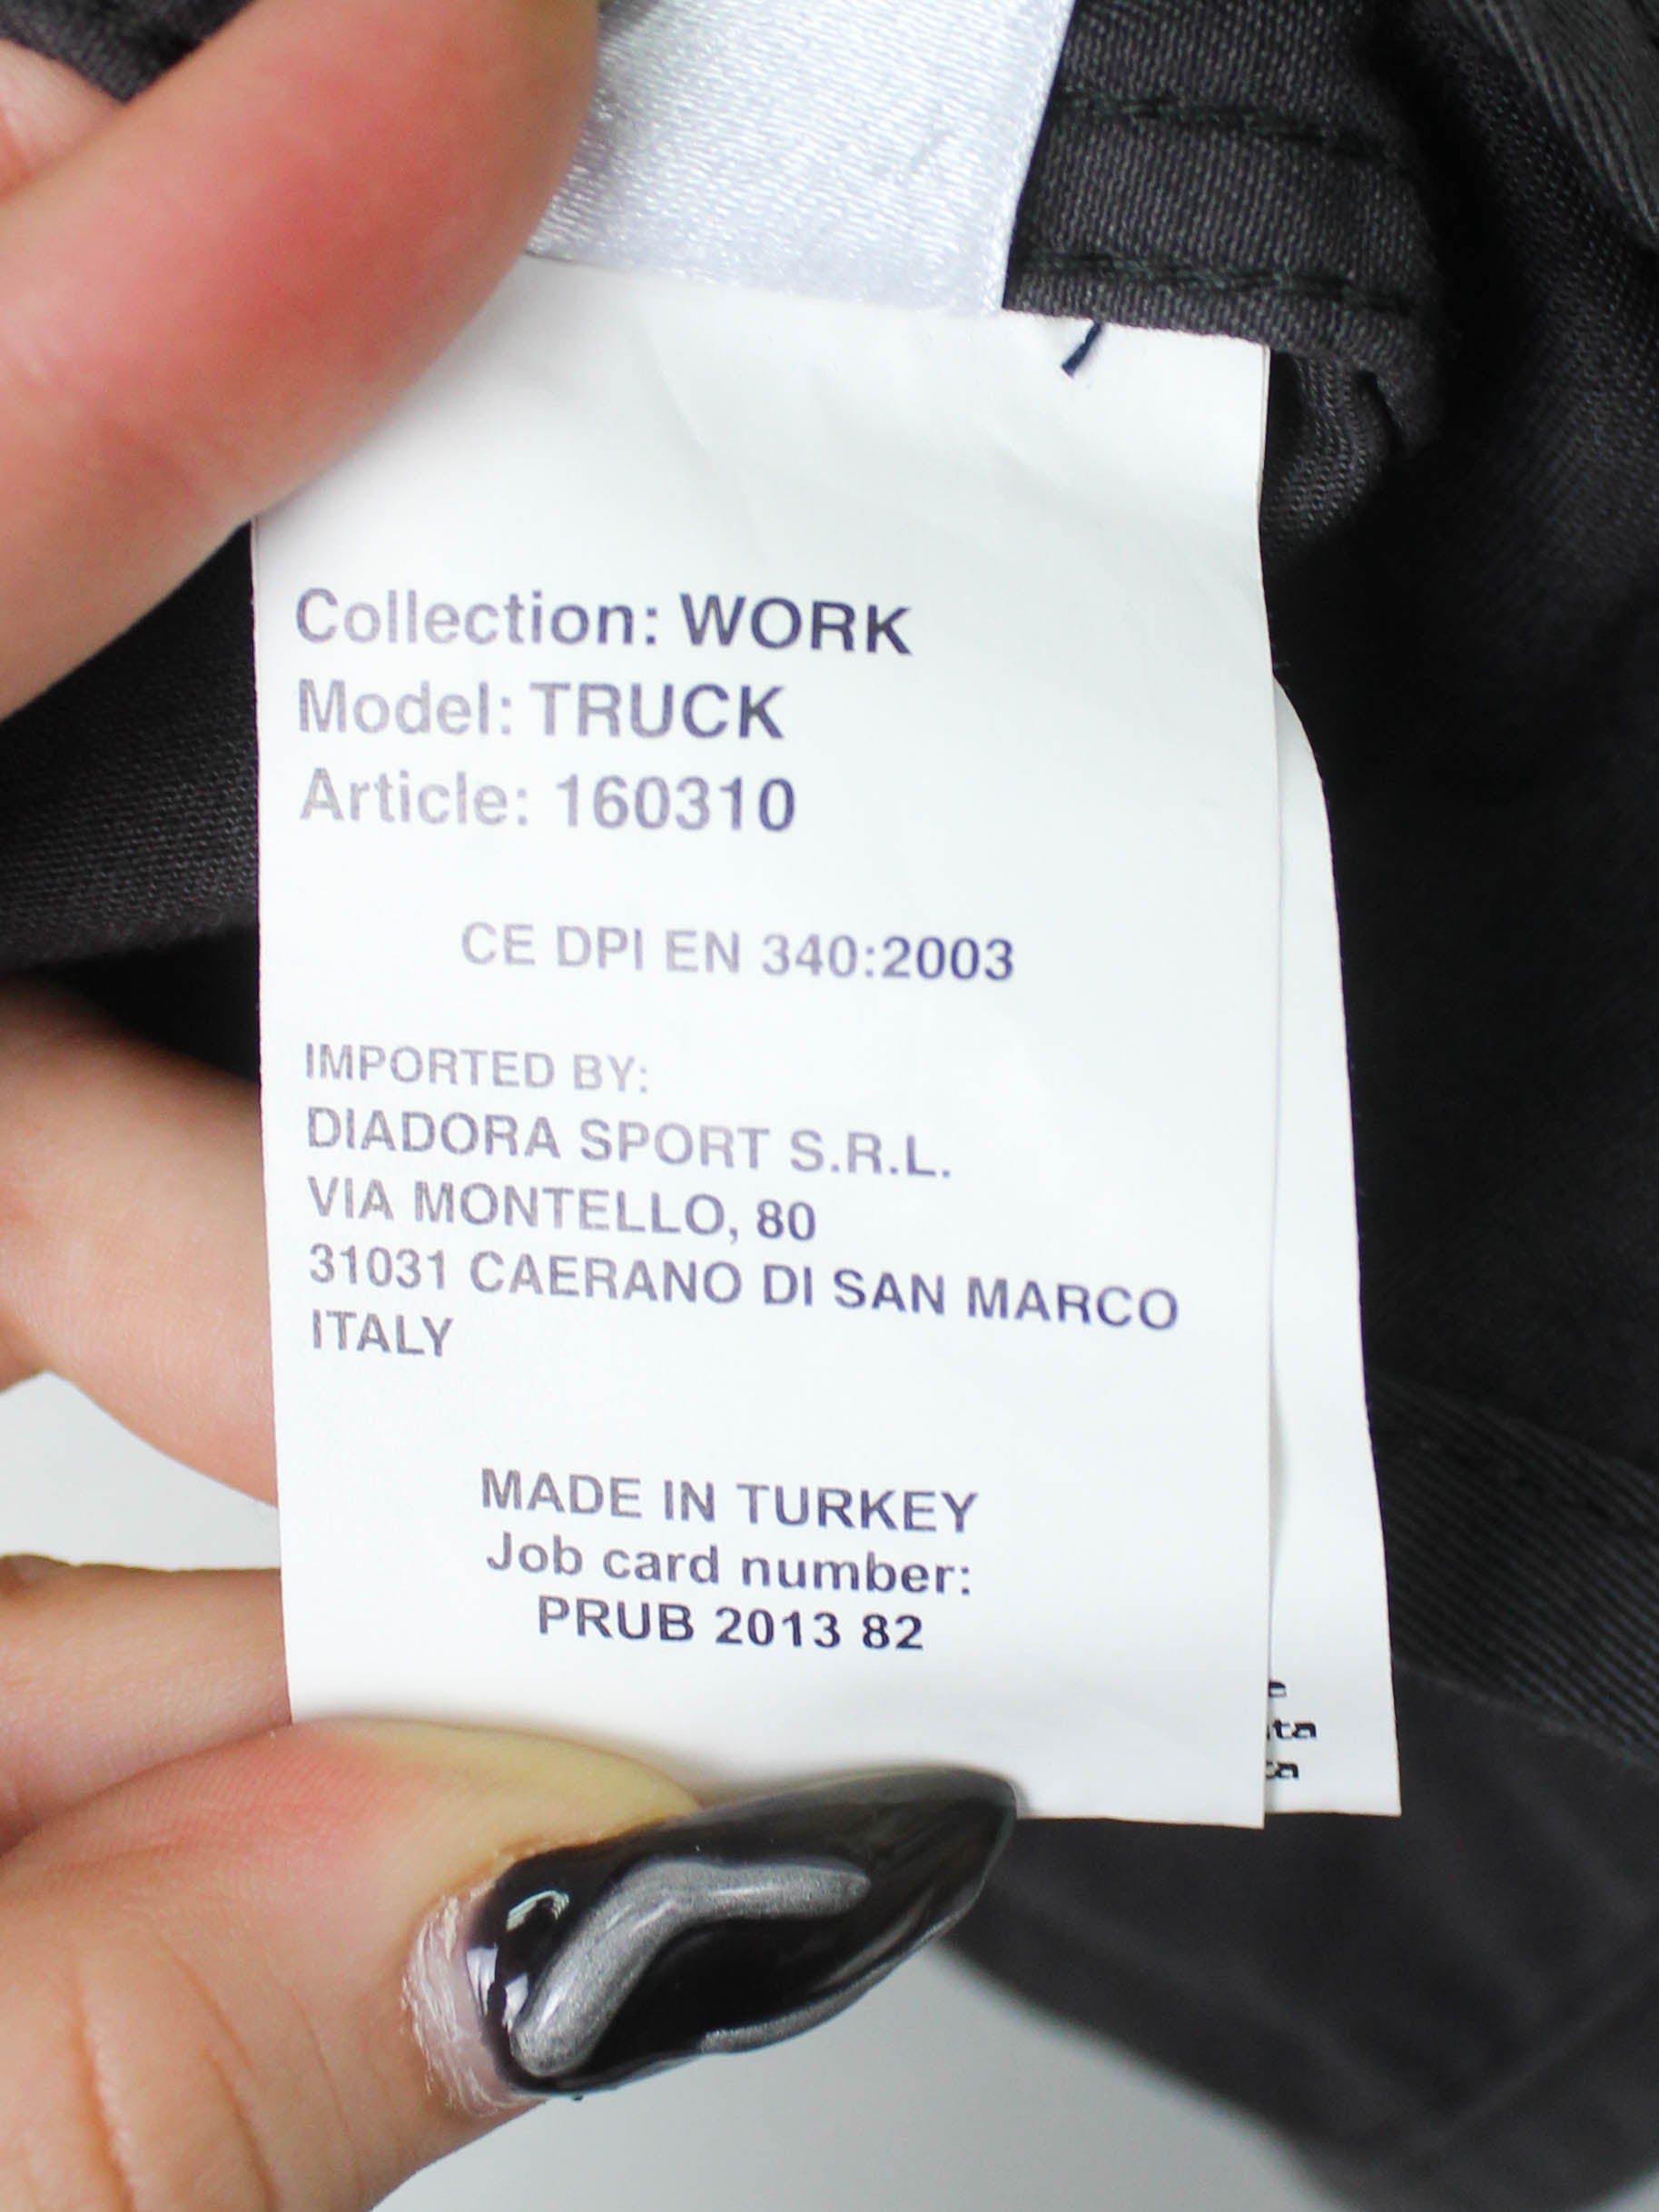 Collection: WORK
Model: TRUCK
Article: 160310
CE DPI EN 340:2003
IMPORTED BY:
DIADORA SPORT S.R.L.
VIA MONTELLO, 80
31031 CAERANO DI SAN MARCO
ITALY
MADE IN TURKEY
Job card number:
PRUB 2013 82